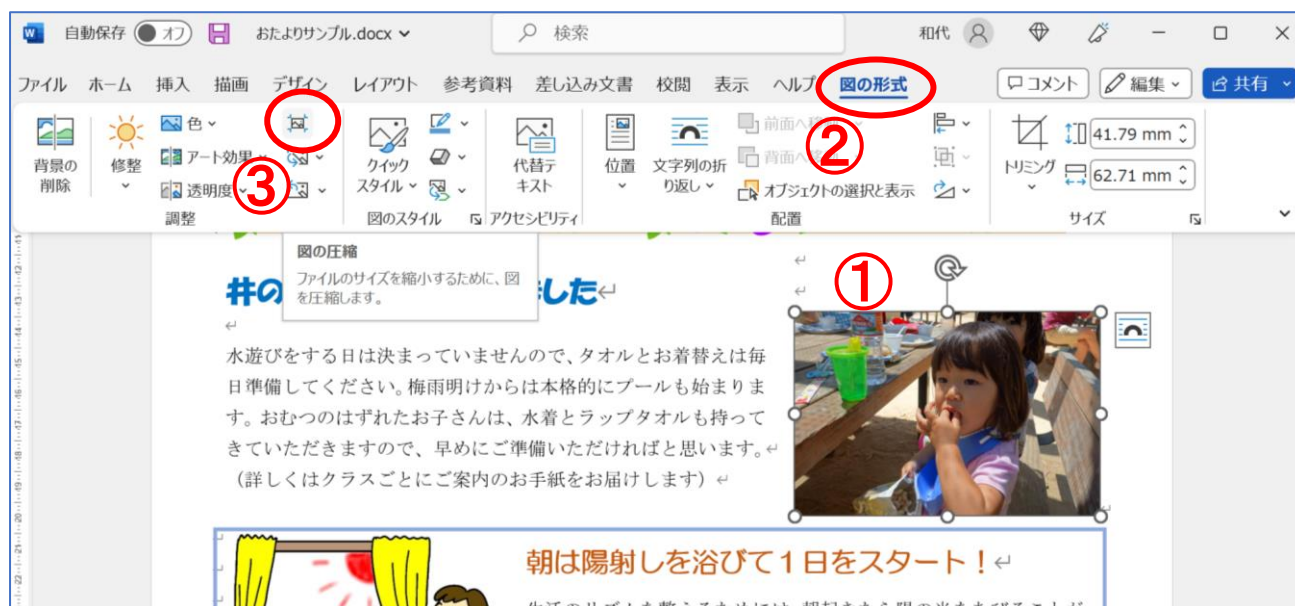 自動保存 オフ おたよりサンプル.docx 検索 和代
ファイル ホーム 挿入 描画 デザイン レイアウト 参考資料 差し込み文書 校閲 表示 ヘルプ 図の形式 コメント 編集 共有
背景の
削除
修整
色
アート効果
透明度
調整
③
クイック
スタイル
図のスタイル
代替テ
キスト
アクセシビリティ
位置
文字列の折
り返し
前面へ
背面へ
オブジェクトの選択と表示
配置
②
トリミング
41.79 mm
62.71 mm
サイズ
図の圧縮
ファイルのサイズを縮小するために、図
を圧縮します。
井の
した
①
水遊びをする日は決まっていませんので、タオルとお着替えは毎
日準備してください。梅雨明けからは本格的にプールも始まりま
す。おむつのはずれたお子さんは、水着とラップタオルも持って
きていただきますので、早めにご準備いただければと思います。
（詳しくはクラスごとにご案内のお手紙をお届けします）
朝は陽射しを浴びて１日をスタート！